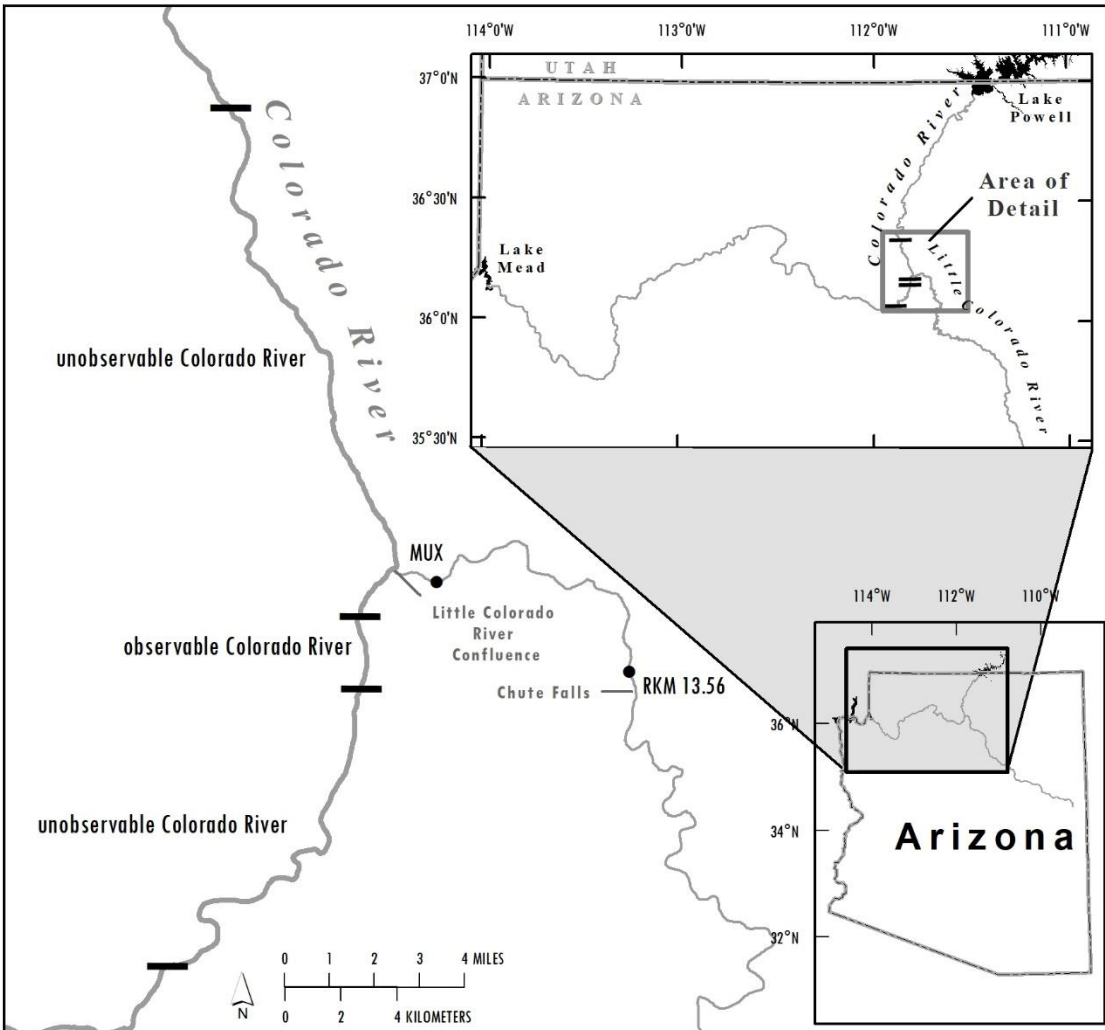 114°0'W
113°0'W
112°0'W
111°0'W
37°0'N
UTAH
ARIZONA
Lake
Powell
Colorado River
Area of
Detail
36°30'N
Lake
Mead
Little Colorado River
36°0'N
35°30'N
Colorado River
unobservable Colorado River
MUX
Little Colorado
River
Confluence
observable Colorado River
Chute Falls
RKM 13.56
unobservable Colorado River
114°W
112°W
110°W
36°N
34°N
32°N
Arizona
0 1 2 3 4 MILES
0 2 4 KILOMETERS
N